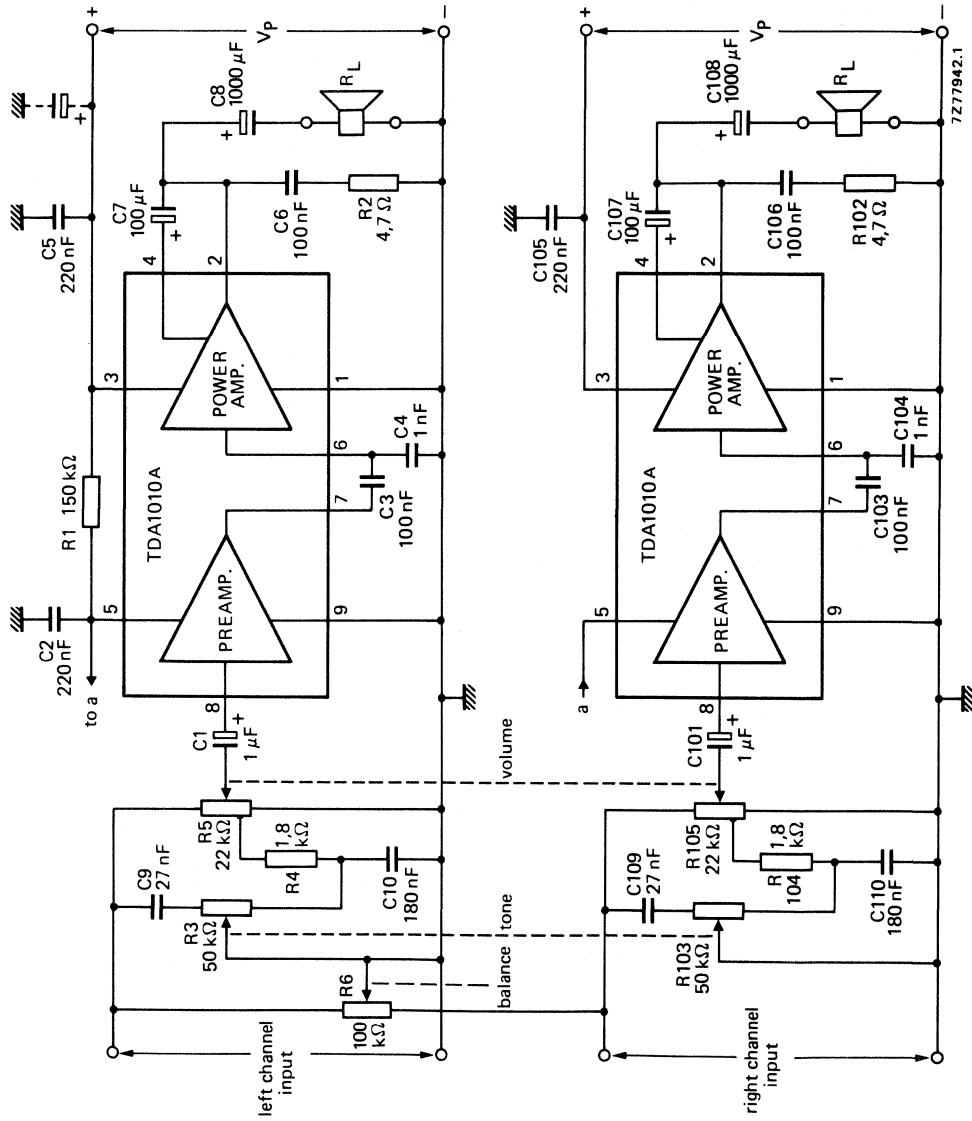 left channel
input
100
kΩ
R6
balance
R3
50 kΩ
tone
C9
27 nF
R4
1,8
kΩ
C10
180 nF
R5
22 kΩ
volume
C1
1 μF
+
8
to a
C2
220 nF
5
PREAMP.
9
R1 150 kΩ
TDA1010A
7
C3
100 nF
6
C4
1 nF
3
POWER
AMP.
1
4
2
C5
220 nF
C7
100 μF
+
C6
100 nF
R2
4,7 Ω
+
C8
1000 μF
+
RL
+
VP
−
right channel
input
R103
50 kΩ
C109
27 nF
R
104
1,8
kΩ
C110
180 nF
R105
22 kΩ
C101
1 μF
+
8
a
5
PREAMP.
9
TDA1010A
7
C103
100 nF
6
C104
1 nF
3
POWER
AMP.
1
4
2
C105
220 nF
C107
100 μF
+
C106
100 nF
R102
4,7 Ω
C108
1000 μF
+
RL
+
VP
−
7Z77942.1